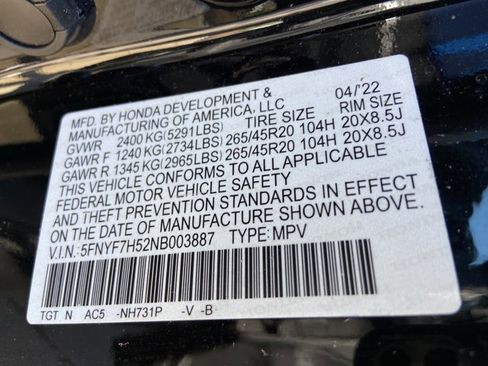 MFD. BY HONDA DEVELOPMENT & 04/'22
MANUFACTURING OF AMERICA, LLC
GVWR 2400 KG(5291LBS) TIRE SIZE RIM SIZE
GAWR F 1240 KG(2734LBS) 265/45R20 104H 20X8.5J
GAWR R 1345 KG(2965LBS) 265/45R20 104H 20X8.5J
THIS VEHICLE CONFORMS TO ALL APPLICABLE
FEDERAL MOTOR VEHICLE SAFETY
AND THEFT PREVENTION STANDARDS IN EFFECT
ON THE DATE OF MANUFACTURE SHOWN ABOVE.
V.I.N.:5FNYF7H52NB003887 TYPE:MPV
TGT N AC5 -NH731P -V -B